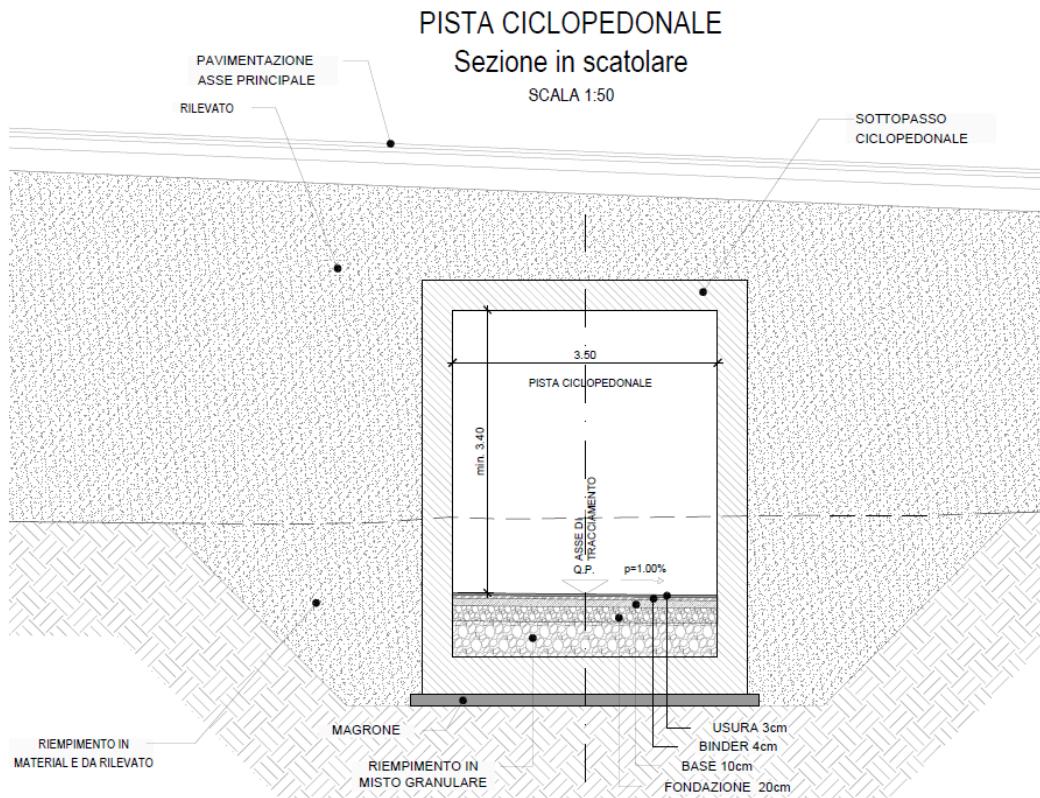 PISTA CICLOPEDONALE
Sezione in scatolare
SCALA 1:50
PAVIMENTAZIONE
ASSE PRINCIPALE
RILEVATO
SOTTOPASSO
CICLOPEDONALE
3.50
PISTA CICLOPEDONALE
min. 3.40
ASSE DI
TRACCIAMENTO
Q.P.
p=1.00%
MAGRONE
RIEMPIMENTO IN
MATERIAL E DA RILEVATO
RIEMPIMENTO IN
MISTO GRANULARE
USURA 3cm
BINDER 4cm
BASE 10cm
FONDAZIONE 20cm